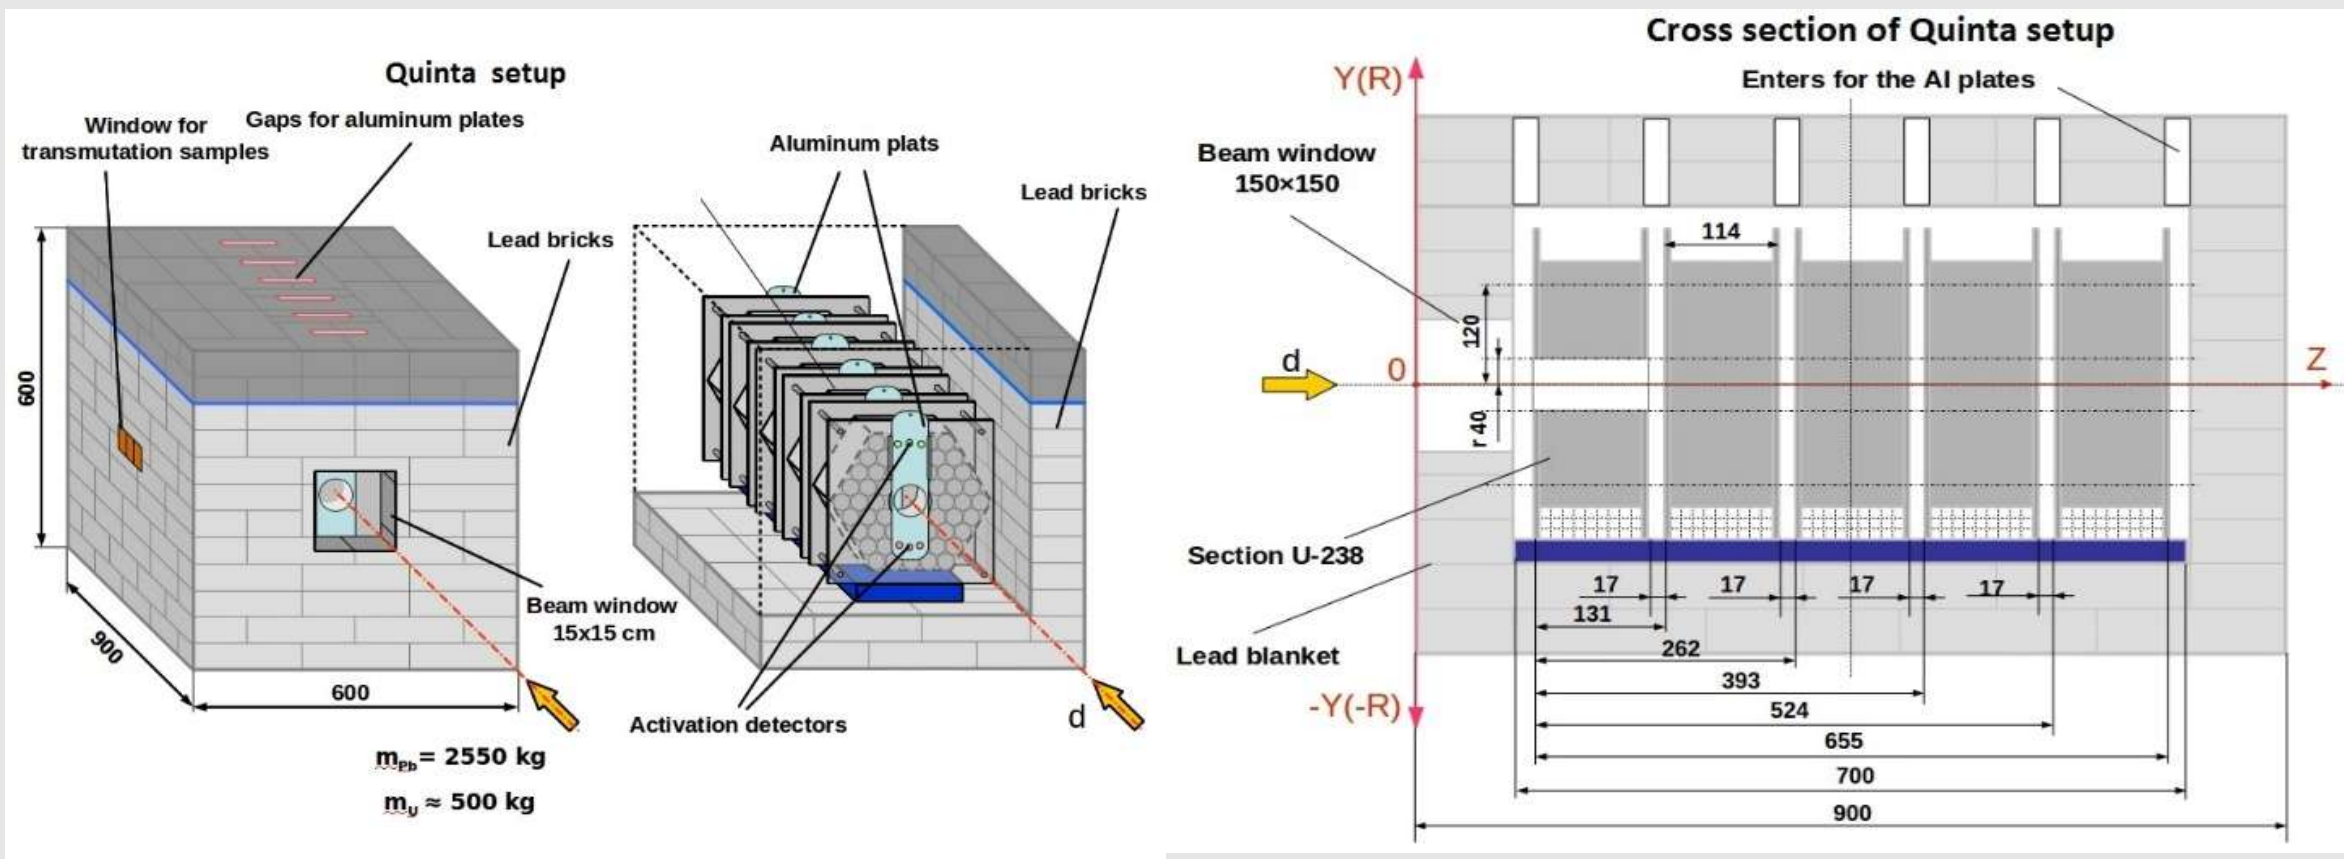 Quinta setup
Window for
transmutation samples
Gaps for aluminum plates
Lead bricks
600
900
600
Beam window
15x15 cm
mPb= 2550 kg
mU ≈ 500 kg
Aluminum plats
Lead bricks
Activation detectors
d
Cross section of Quinta setup
Y(R)
Enters for the Al plates
Beam window
150×150
114
120
d
0
Z
r 40
Section U-238
Lead blanket
17
17
17
17
131
262
393
-Y(-R)
524
655
700
900